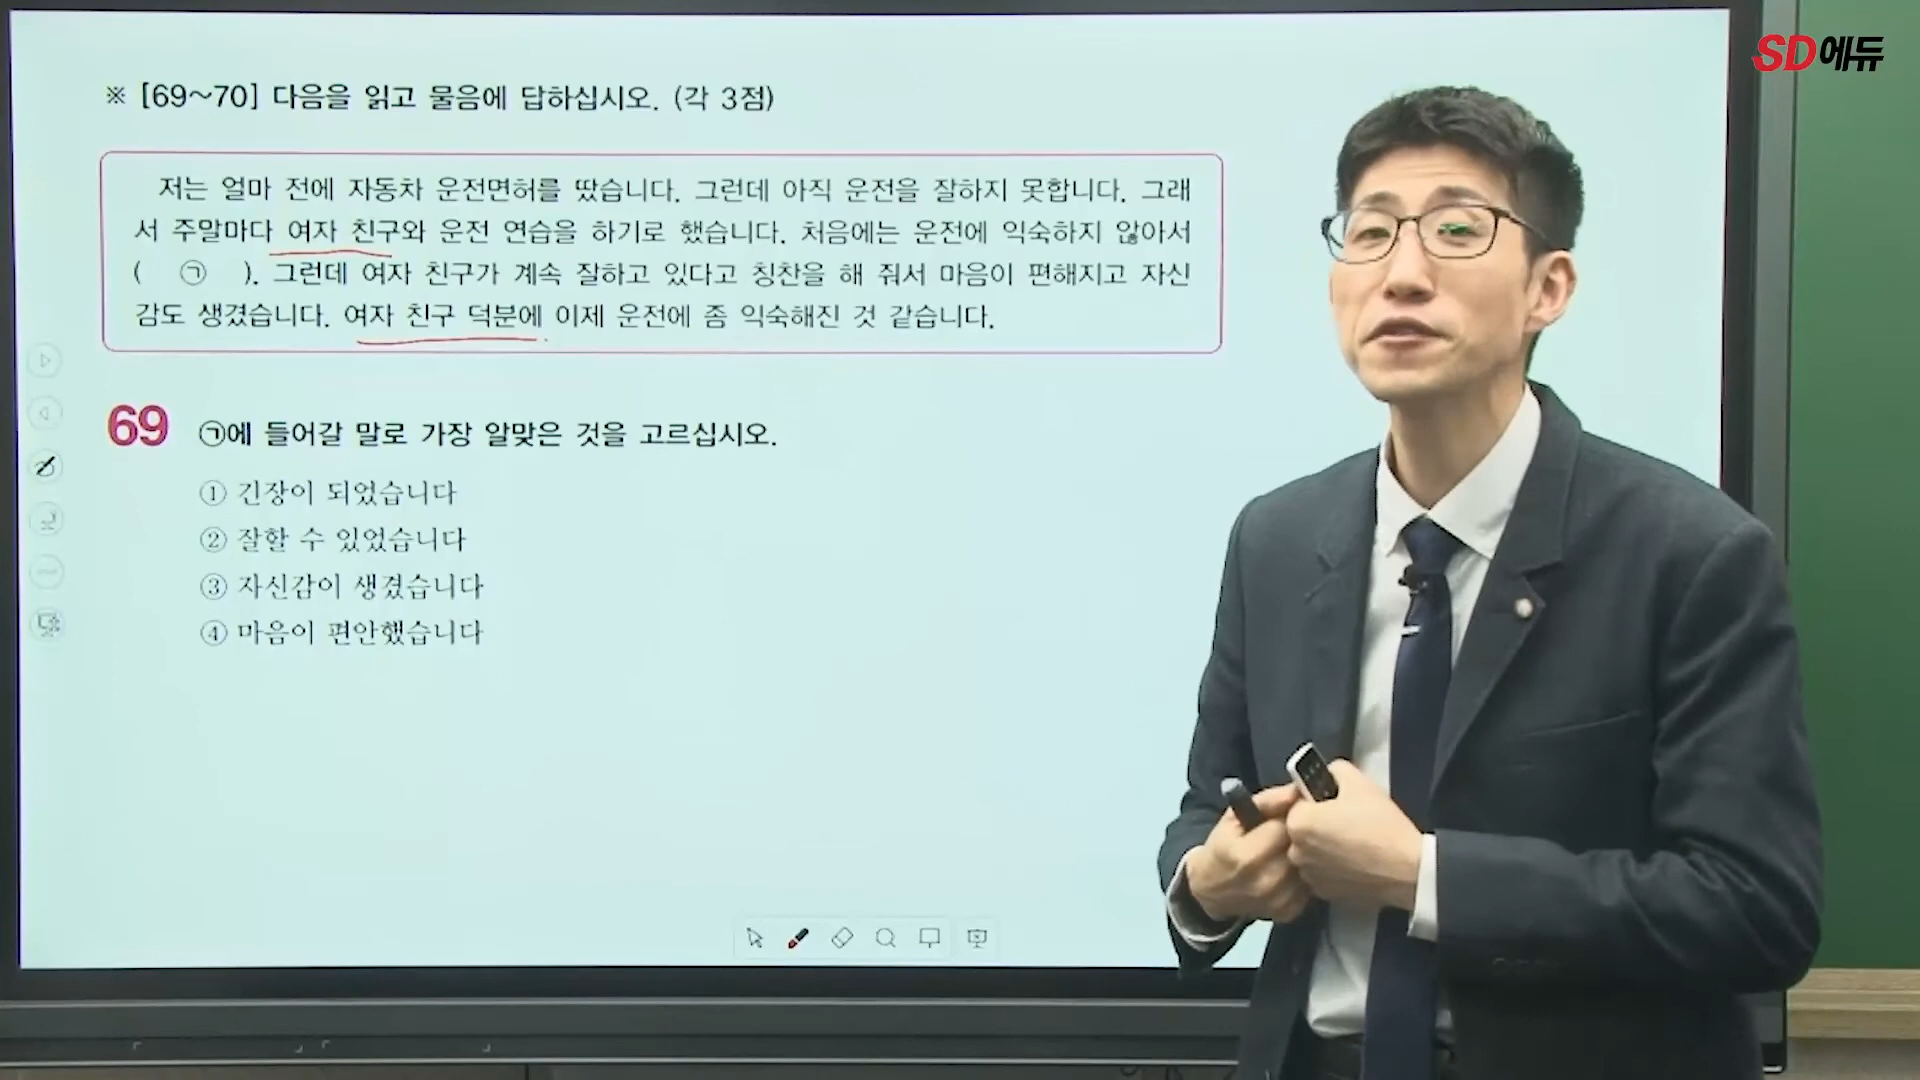 SD에듀
※ [69~70] 다음을 읽고 물음에 답하십시오. (각 3점)
저는 얼마 전에 자동차 운전면허를 땄습니다. 그런데 아직 운전을 잘하지 못합니다. 그래
서 주말마다 여자 친구와 운전 연습을 하기로 했습니다. 처음에는 운전에 익숙하지 않아서
( ㉠ ). 그런데 여자 친구가 계속 잘하고 있다고 칭찬을 해 줘서 마음이 편해지고 자신
감도 생겼습니다. 여자 친구 덕분에 이제 운전에 좀 익숙해진 것 같습니다.
69 ㉠에 들어갈 말로 가장 알맞은 것을 고르십시오.
① 긴장이 되었습니다
② 잘할 수 있었습니다
③ 자신감이 생겼습니다
④ 마음이 편안했습니다